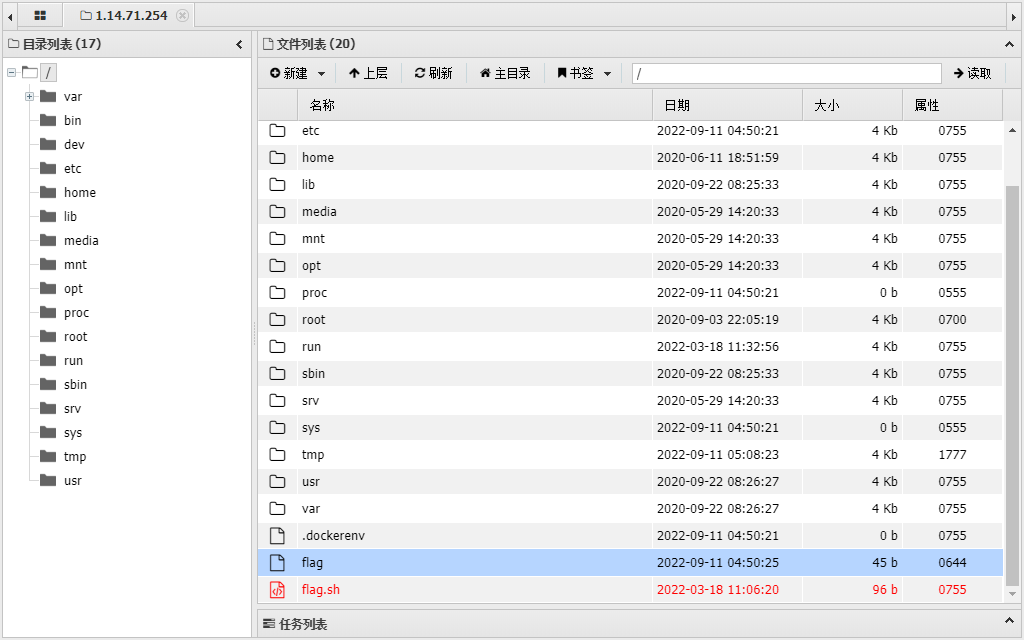 1.14.71.254
目录列表 (17)
/
var
bin
dev
etc
home
lib
media
mnt
opt
proc
root
run
sbin
srv
sys
tmp
usr
文件列表 (20)
新建 上层 刷新 主目录 书签 / 读取
名称 日期 大小 属性
etc 2022-09-11 04:50:21 4 Kb 0755
home 2020-06-11 18:51:59 4 Kb 0755
lib 2020-09-22 08:25:33 4 Kb 0755
media 2020-05-29 14:20:33 4 Kb 0755
mnt 2020-05-29 14:20:33 4 Kb 0755
opt 2020-05-29 14:20:33 4 Kb 0755
proc 2022-09-11 04:50:21 0 b 0555
root 2020-09-03 22:05:19 4 Kb 0700
run 2022-03-18 11:32:56 4 Kb 0755
sbin 2020-09-22 08:25:33 4 Kb 0755
srv 2020-05-29 14:20:33 4 Kb 0755
sys 2022-09-11 04:50:21 0 b 0555
tmp 2022-09-11 05:08:23 4 Kb 1777
usr 2020-09-22 08:26:27 4 Kb 0755
var 2020-09-22 08:26:27 4 Kb 0755
.dockerenv 2022-09-11 04:50:21 0 b 0755
flag 2022-09-11 04:50:25 45 b 0644
flag.sh 2022-03-18 11:06:20 96 b 0755
任务列表